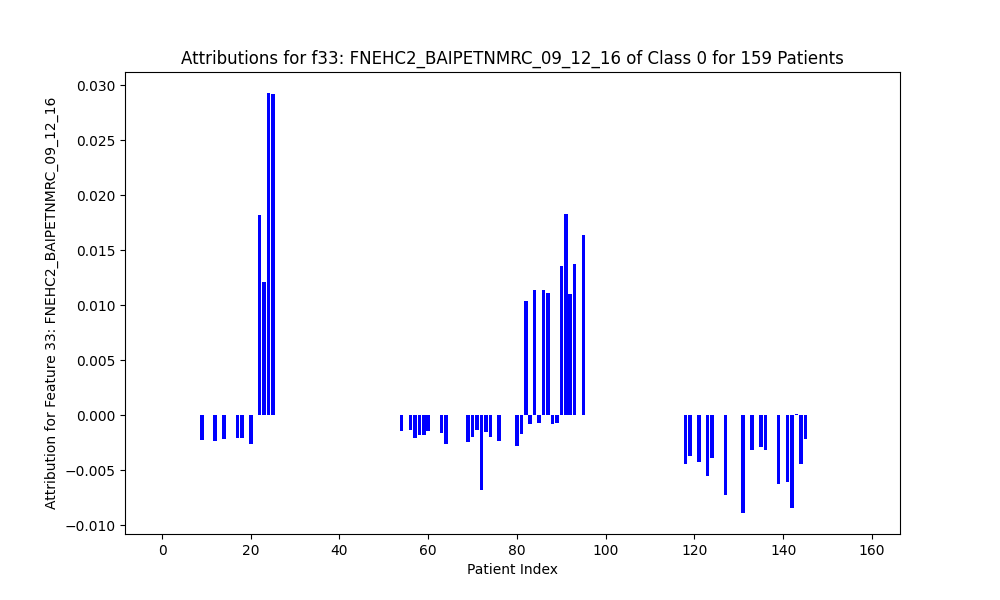 Attributions for f33: FNEHC2_BAIPETNMRC_09_12_16 of Class 0 for 159 Patients
Attribution for Feature 33: FNEHC2_BAIPETNMRC_09_12_16
0.030
0.025
0.020
0.015
0.010
0.005
0.000
−0.005
−0.010
0 20 40 60 80 100 120 140 160
Patient Index